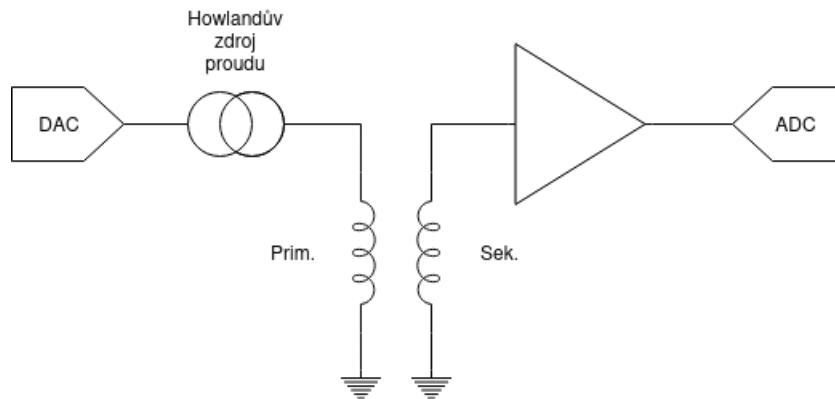 Howlandův
zdroj
proudu
DAC
ADC
Prim.
Sek.